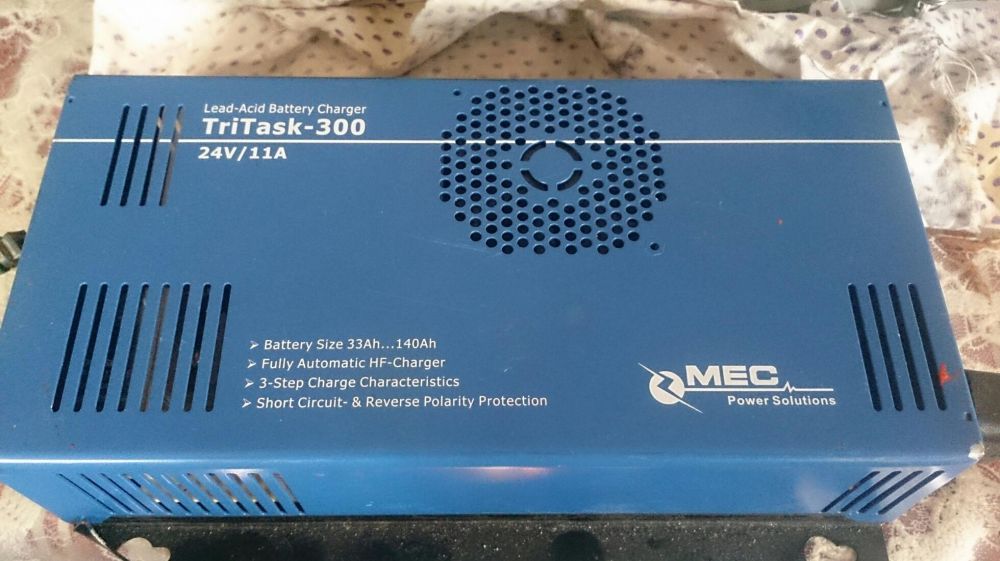 Lead-Acid Battery Charger
TriTask-300
24V/11A
➢ Battery Size 33Ah...140Ah
➢ Fully Automatic HF-Charger
➢ 3-Step Charge Characteristics
➢ Short Circuit- & Reverse Polarity Protection
MEC
Power Solutions